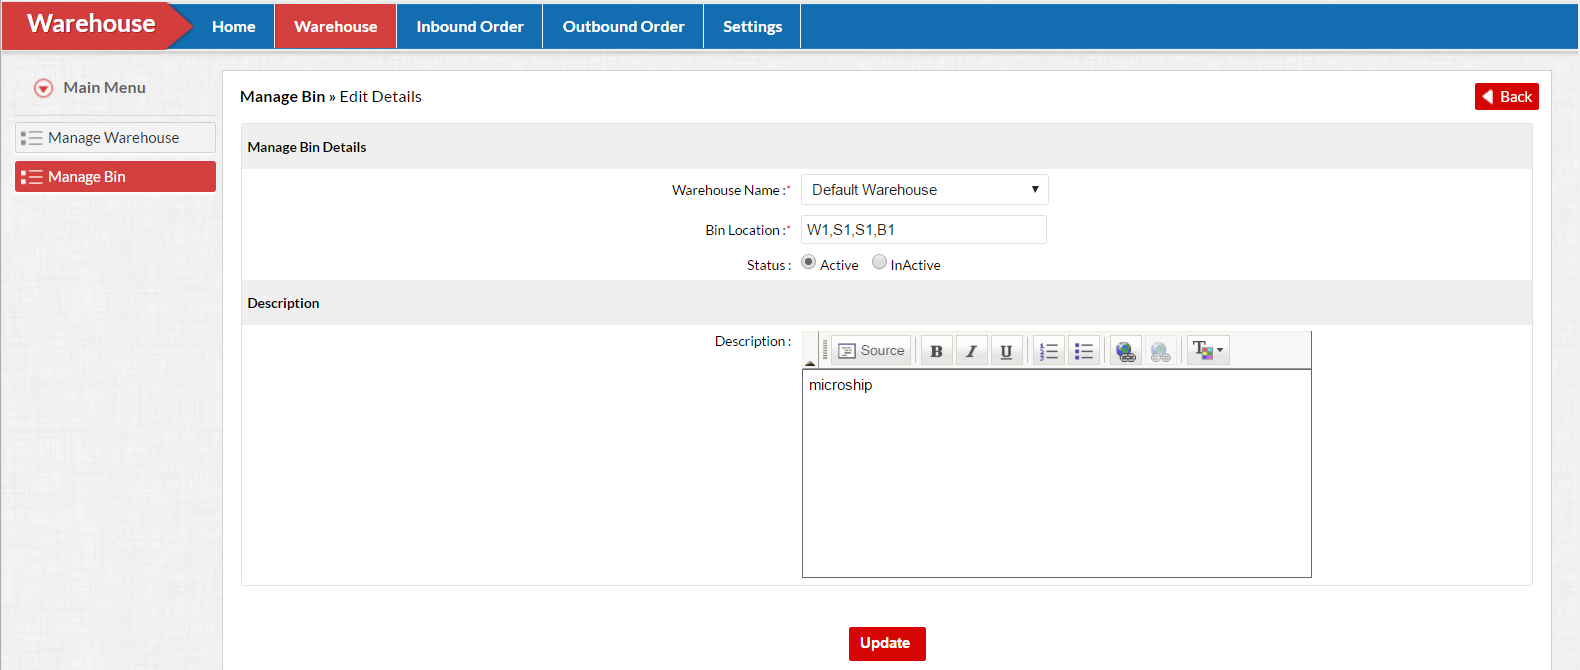 Warehouse
Home Warehouse Inbound Order Outbound Order Settings
Main Menu
Manage Warehouse
Manage Bin
Manage Bin » Edit Details
Back
Manage Bin Details
Warehouse Name :* Default Warehouse
Bin Location :* W1,S1,S1,B1
Status : Active InActive
Description
Description :
Source B I U
microship
Update